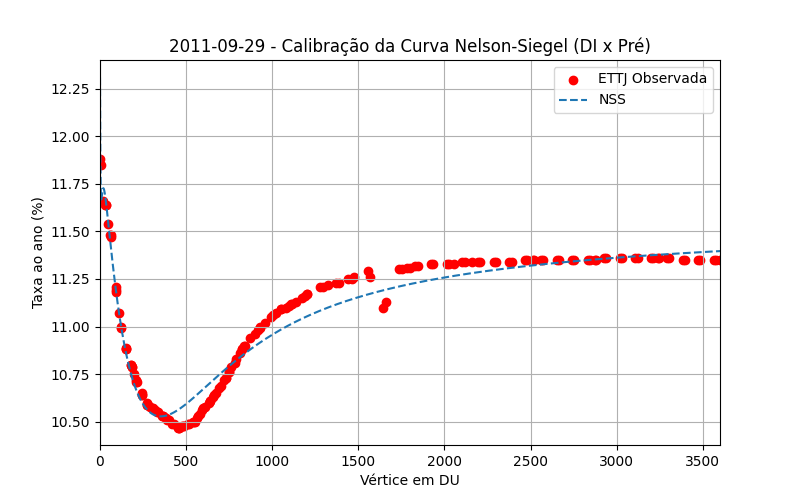 2011-09-29 - Calibração da Curva Nelson-Siegel (DI x Pré)
ETTJ Observada
NSS
Taxa ao ano (%)
12.25
12.00
11.75
11.50
11.25
11.00
10.75
10.50
0 500 1000 1500 2000 2500 3000 3500
Vértice em DU